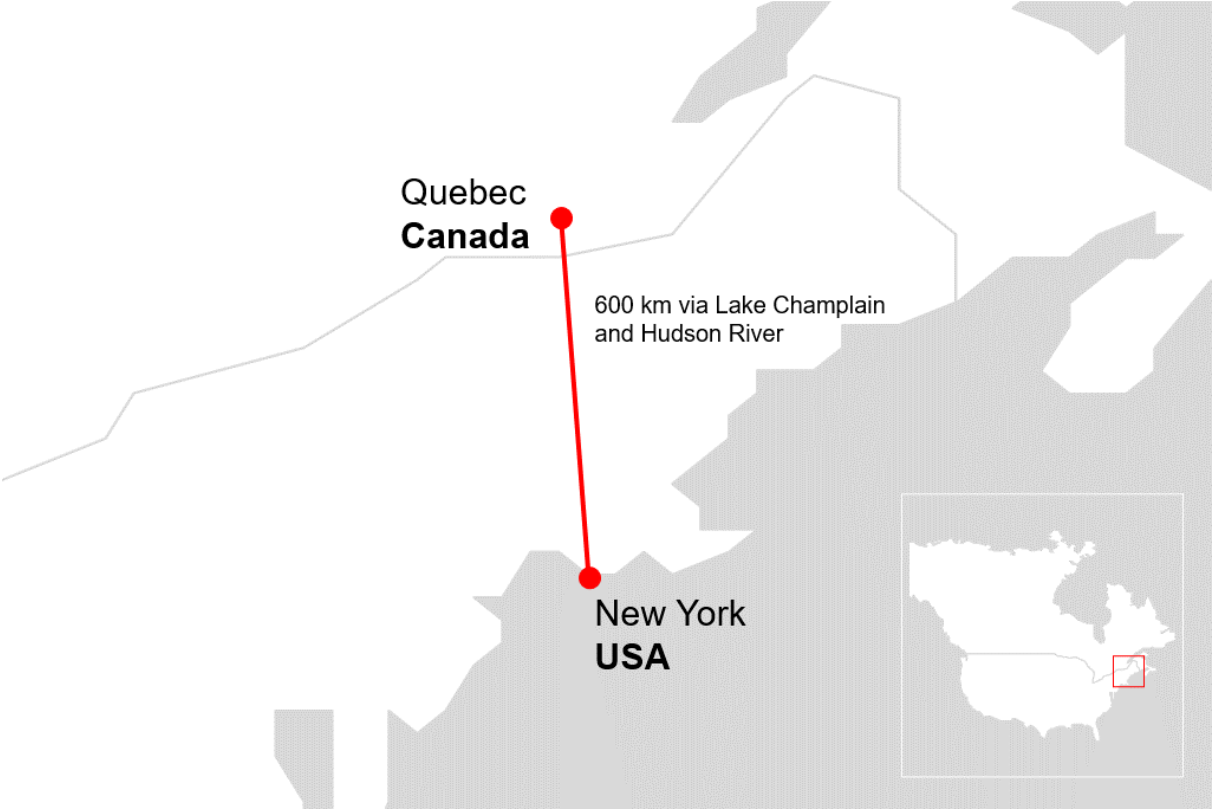 Quebec
Canada
600 km via Lake Champlain
and Hudson River
New York
USA